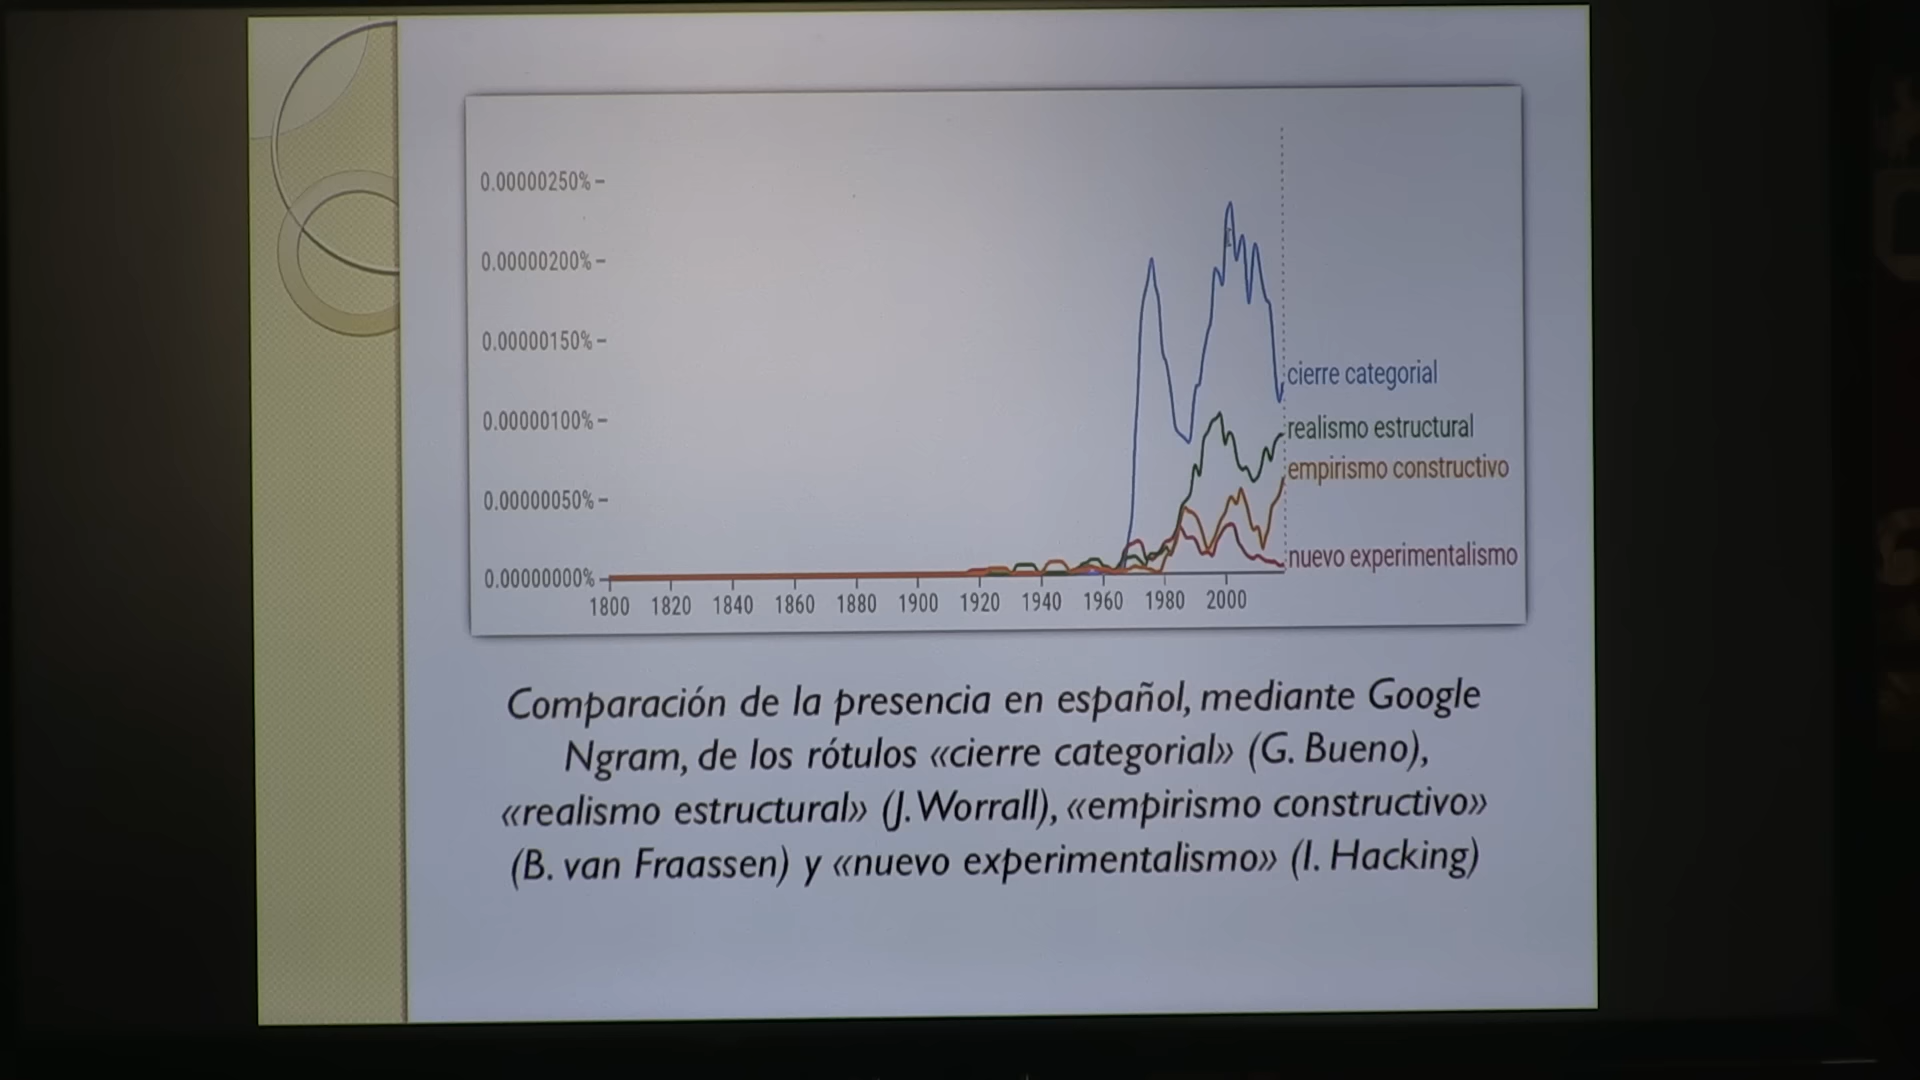 0.00000250%
0.00000200%
0.00000150%
0.00000100%
0.00000050%
0.00000000%
1800 1820 1840 1860 1880 1900 1920 1940 1960 1980 2000
cierre categorial
realismo estructural
empirismo constructivo
nuevo experimentalismo
Comparación de la presencia en español, mediante Google
Ngram, de los rótulos «cierre categorial» (G. Bueno),
«realismo estructural» (J. Worrall), «empirismo constructivo»
(B. van Fraassen) y «nuevo experimentalismo» (I. Hacking)